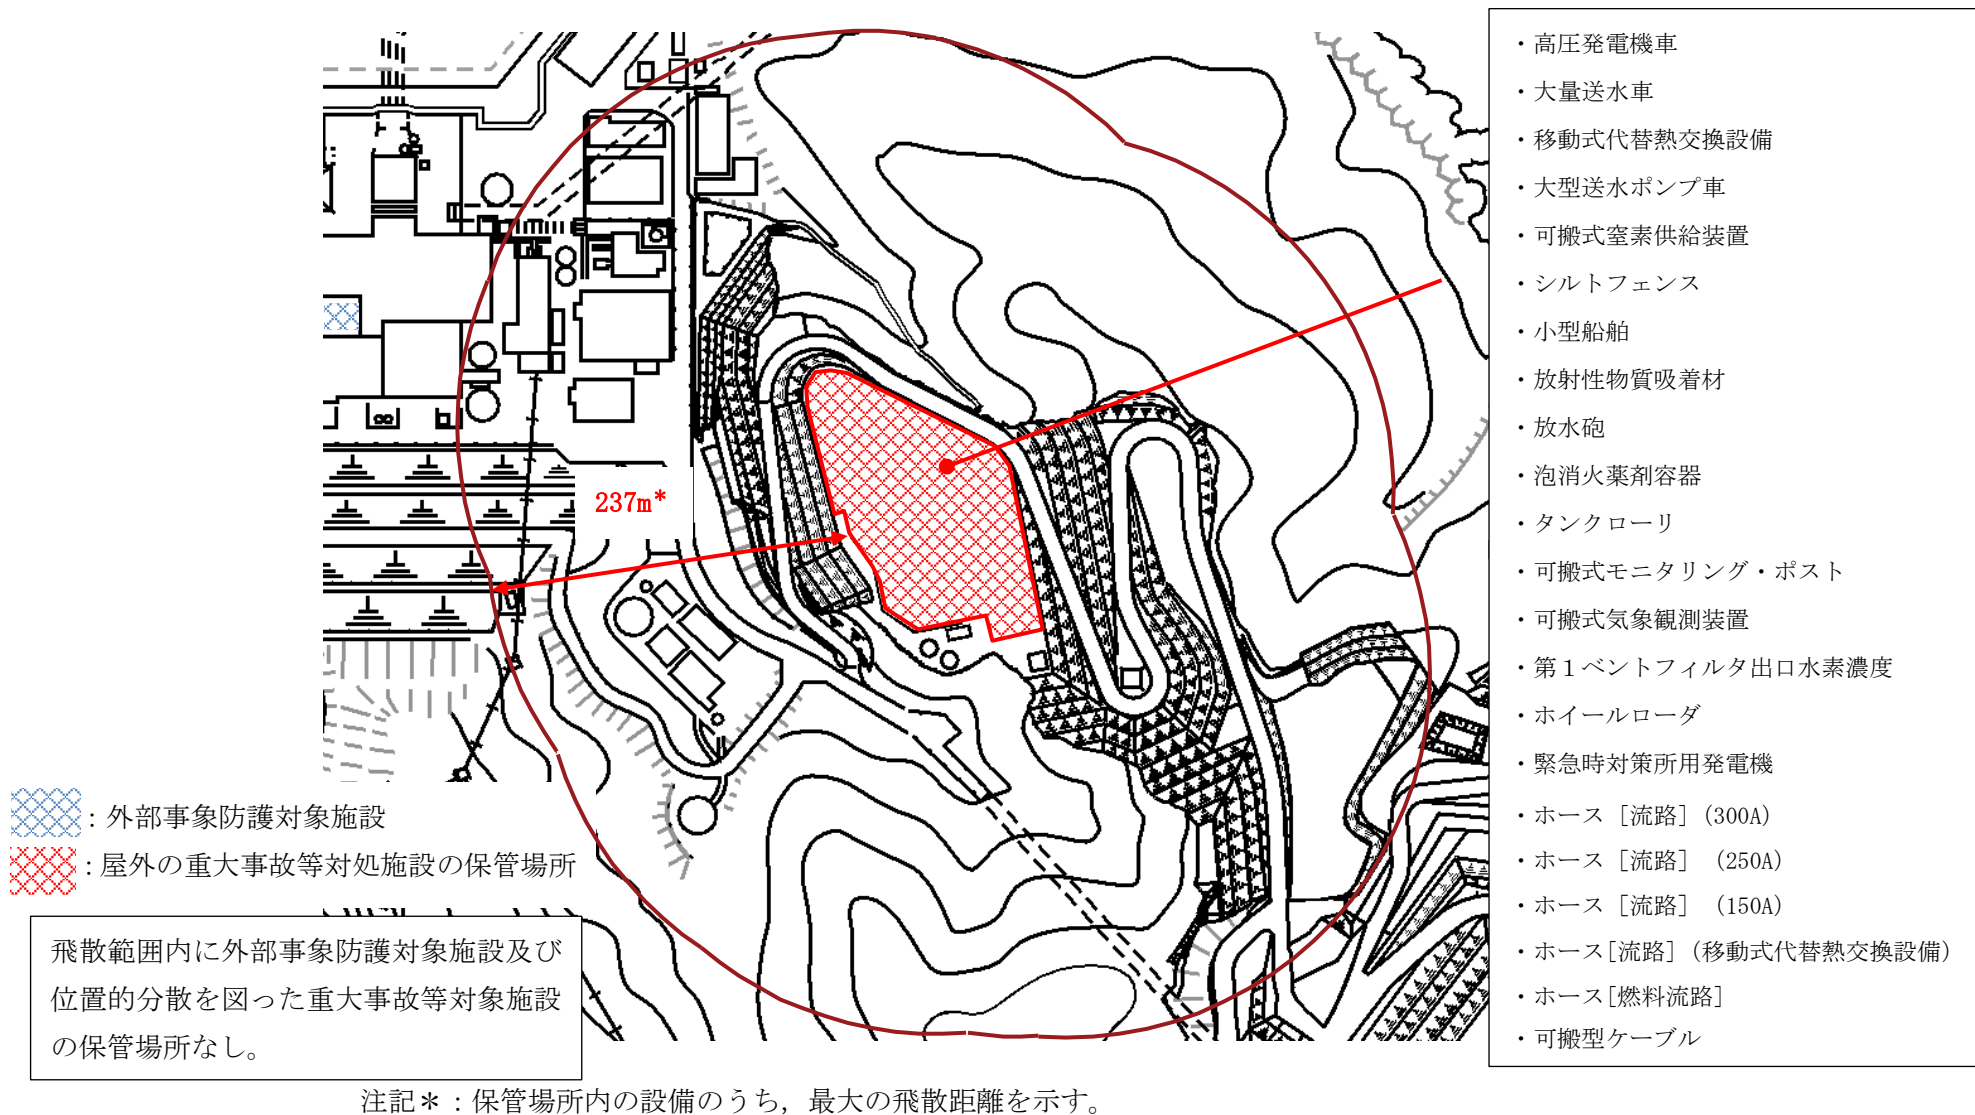 ・高圧発電機車
・大量送水車
・移動式代替熱交換設備
・大型送水ポンプ車
・可搬式窒素供給装置
・シルトフェンス
・小型船舶
・放射性物質吸着材
・放水砲
・泡消火薬剤容器
・タンクローリ
・可搬式モニタリング・ポスト
・可搬式気象観測装置
・第１ベントフィルタ出口水素濃度
・ホイールローダ
・緊急時対策所用発電機
・ホース［流路］(300A)
・ホース［流路］ (250A)
・ホース［流路］ (150A)
・ホース[流路] (移動式代替熱交換設備)
・ホース[燃料流路]
・可搬型ケーブル
237m*
：外部事象防護対象施設
：屋外の重大事故等対処施設の保管場所
飛散範囲内に外部事象防護対象施設及び
位置的分散を図った重大事故等対象施設
の保管場所なし。
注記＊：保管場所内の設備のうち，最大の飛散距離を示す。